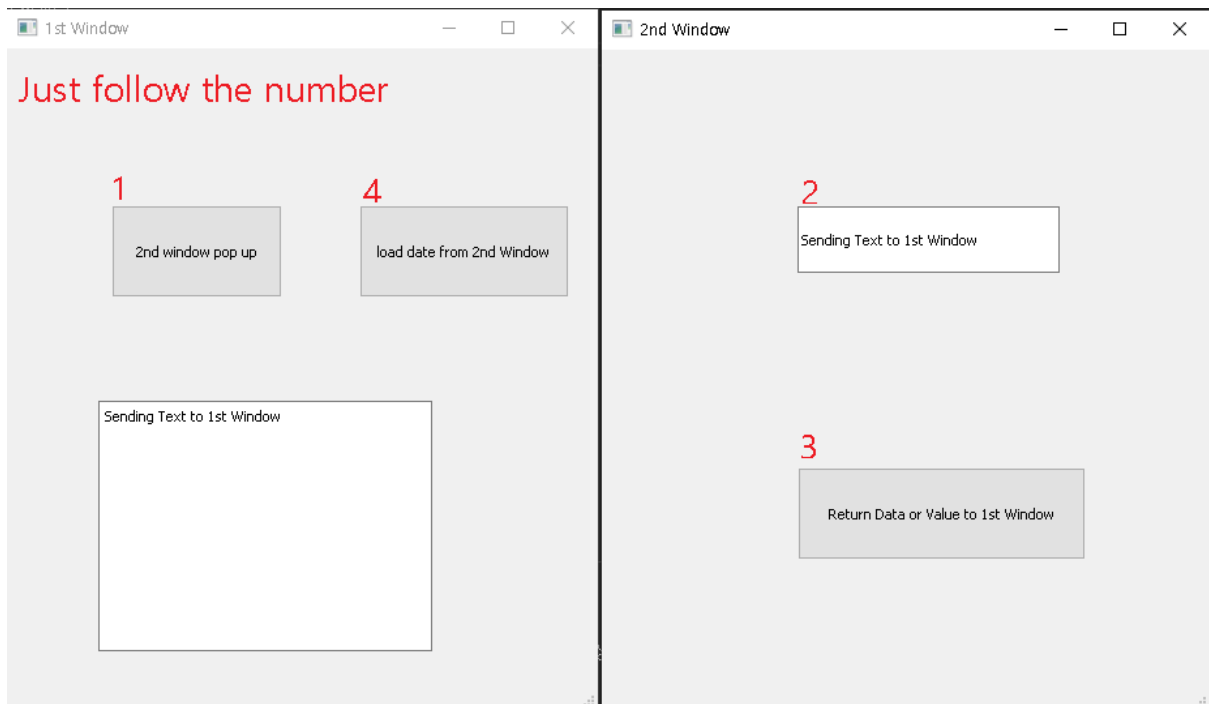 1st Window
Just follow the number
1
4
2nd window pop up
load date from 2nd Window
Sending Text to 1st Window
2nd Window
2
Sending Text to 1st Window
3
Return Data or Value to 1st Window